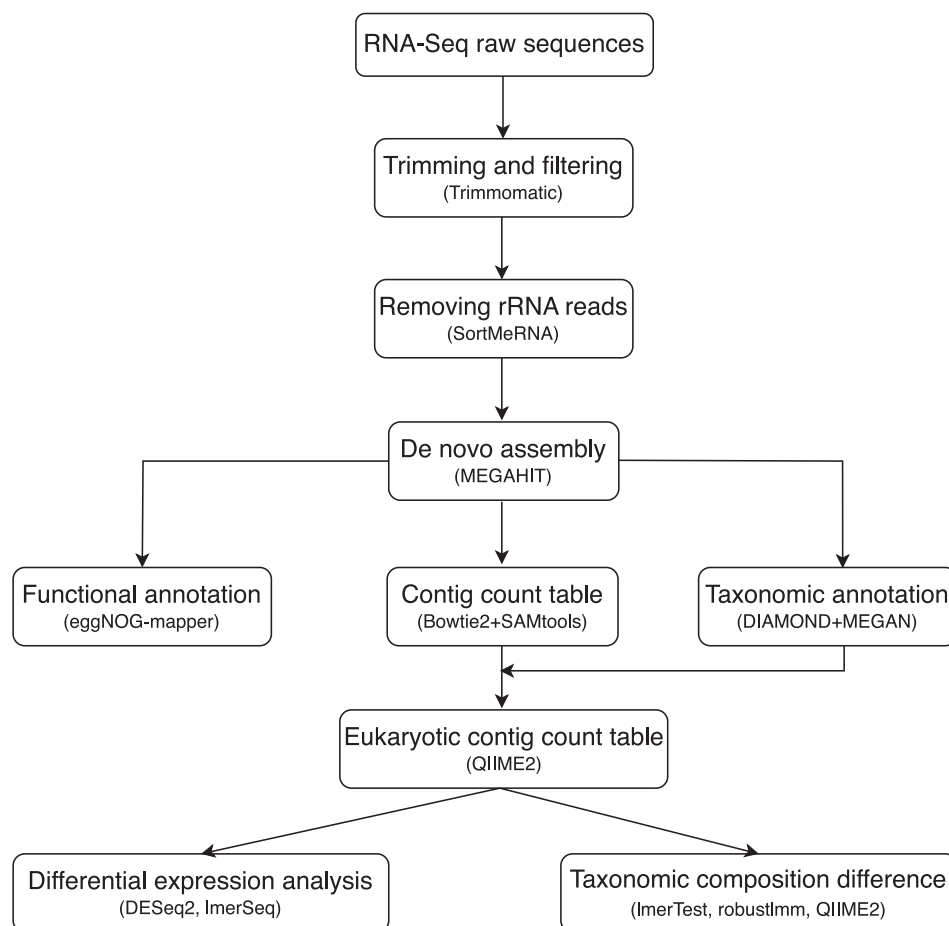 RNA-Seq raw sequences
Trimming and filtering
(Trimmomatic)
Removing rRNA reads
(SortMeRNA)
De novo assembly
(MEGAHIT)
Functional annotation
(eggNOG-mapper)
Contig count table
(Bowtie2+SAMtools)
Taxonomic annotation
(DIAMOND+MEGAN)
Eukaryotic contig count table
(QIIME2)
Differential expression analysis
(DESeq2, lmerSeq)
Taxonomic composition difference
(lmerTest, robustlmm, QIIME2)